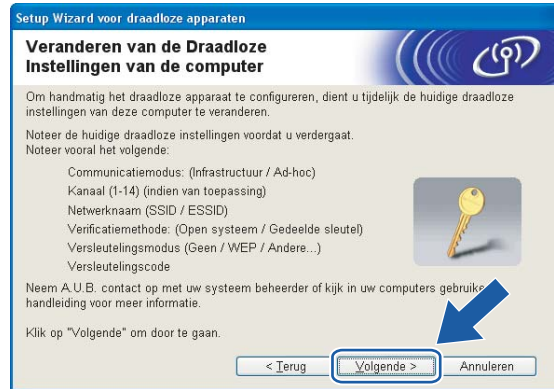 Setup Wizard voor draadloze apparaten
Veranderen van de Draadloze
Instellingen van de computer
Om handmatig het draadloze apparaat te configureren, dient u tijdelijk de huidige draadloze
instellingen van deze computer te veranderen.
Noteer de huidige draadloze instellingen voordat u verdergaat.
Noteer vooral het volgende:
Communicatiemodus: (Infrastructuur / Ad-hoc)
Kanaal (1-14) (indien van toepassing)
Netwerknaam (SSID / ESSID)
Verificatiemethode: (Open systeem / Gedeelde sleutel)
Versleutelingsmodus (Geen / WEP / Andere...)
Versleutelingscode
Neem A.U.B. contact op met uw systeem beheerder of kijk in uw computers
handleiding voor meer informatie.
Klik op "Volgende" om door te gaan.
< Terug Volgende > Annuleren